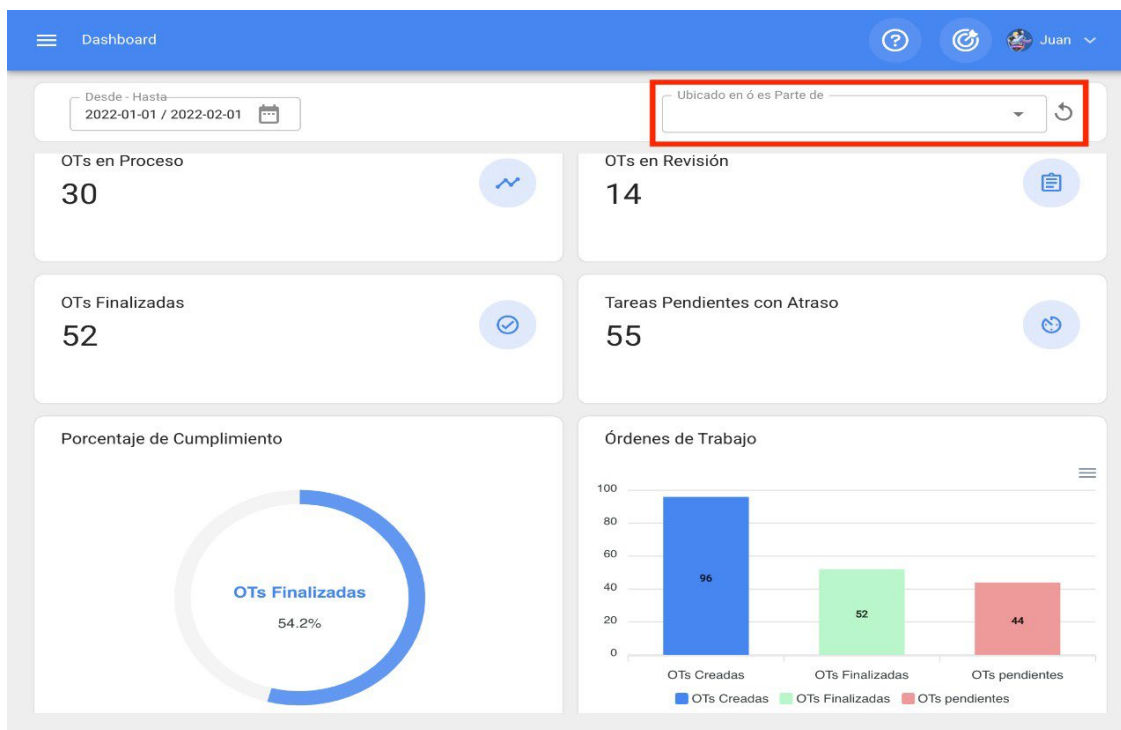 Dashboard
Juan
Desde - Hasta
2022-01-01 / 2022-02-01
Ubicado en ó es Parte de
OTs en Proceso
30
OTs en Revisión
14
OTs Finalizadas
52
Tareas Pendientes con Atraso
55
Porcentaje de Cumplimiento
OTs Finalizadas
54.2%
Órdenes de Trabajo
100
80
60
40
20
0
96
52
44
OTs Creadas OTs Finalizadas OTs pendientes
OTs Creadas OTs Finalizadas OTs pendientes